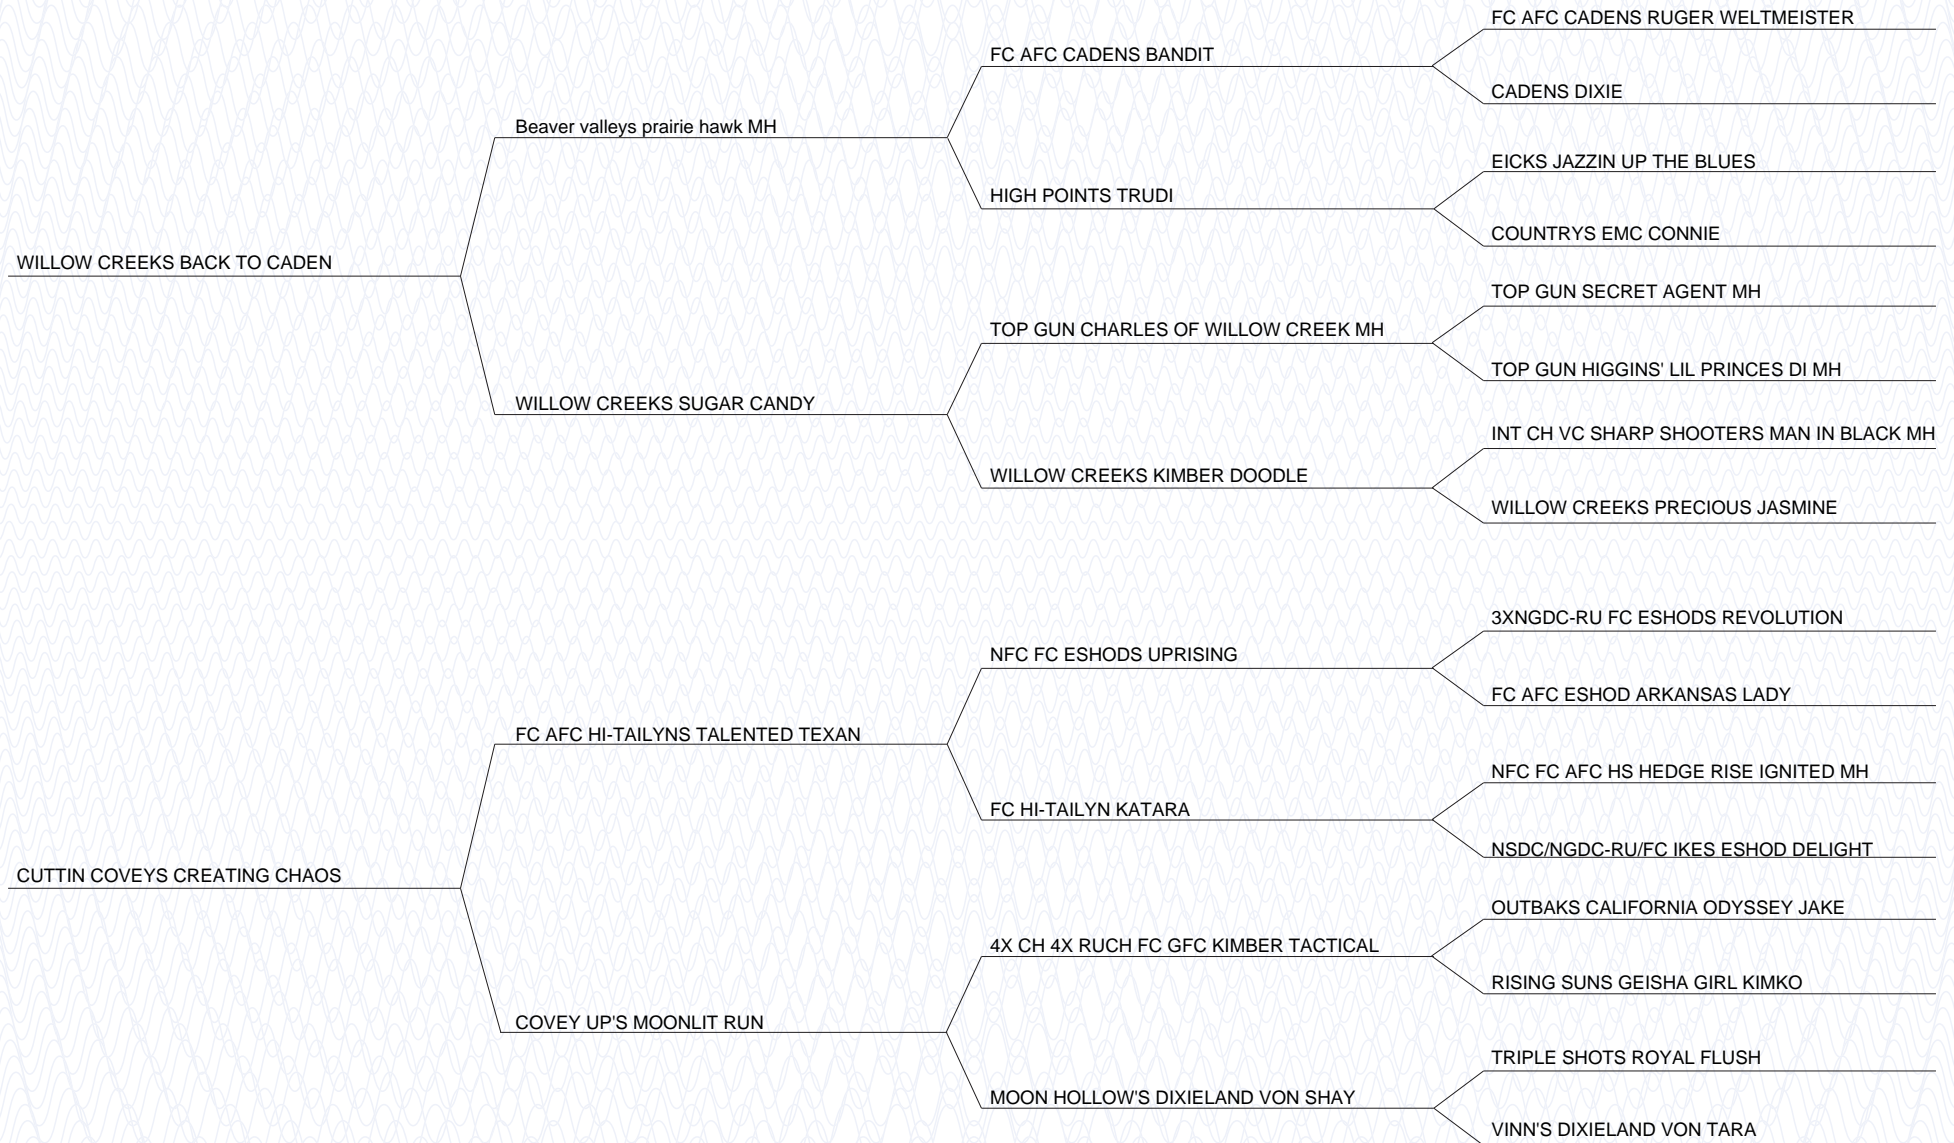 FC AFC CADENS RUGER WELTMEISTER
FC AFC CADENS BANDIT
CADENS DIXIE
Beaver valleys prairie hawk MH
EICKS JAZZIN UP THE BLUES
HIGH POINTS TRUDI
COUNTRYS EMC CONNIE
WILLOW CREEKS BACK TO CADEN
TOP GUN SECRET AGENT MH
TOP GUN CHARLES OF WILLOW CREEK MH
TOP GUN HIGGINS' LIL PRINCES DI MH
WILLOW CREEKS SUGAR CANDY
INT CH VC SHARP SHOOTERS MAN IN BLACK MH
WILLOW CREEKS KIMBER DOODLE
WILLOW CREEKS PRECIOUS JASMINE
3XNGDC-RU FC ESHODS REVOLUTION
NFC FC ESHODS UPRISING
FC AFC ESHOD ARKANSAS LADY
FC AFC HI-TAILYNS TALENTED TEXAN
NFC FC AFC HS HEDGE RISE IGNITED MH
FC HI-TAILYN KATARA
NSDC/NGDC-RU/FC IKES ESHOD DELIGHT
CUTTIN COVEYS CREATING CHAOS
OUTBAKS CALIFORNIA ODYSSEY JAKE
4X CH 4X RUCH FC GFC KIMBER TACTICAL
RISING SUNS GEISHA GIRL KIMKO
COVEY UP'S MOONLIT RUN
TRIPLE SHOTS ROYAL FLUSH
MOON HOLLOW'S DIXIELAND VON SHAY
VINN'S DIXIELAND VON TARA